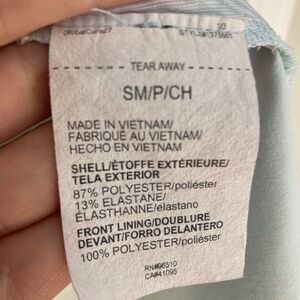 TEAR AWAY
SM/P/CH
MADE IN VIETNAM/
FABRIQUÉ AU VIETNAM/
HECHO EN VIETNAM
SHELL/ÉTOFFE EXTÉRIEURE/
TELA EXTERIOR
87% POLYESTER/poliéster
13% ELASTANE/
ÉLASTHANNE/elastano
FRONT LINING/DOUBLURE
DEVANT/FORRO DELANTERO
100% POLYESTER/poliéster
RN#96510
CA#41095